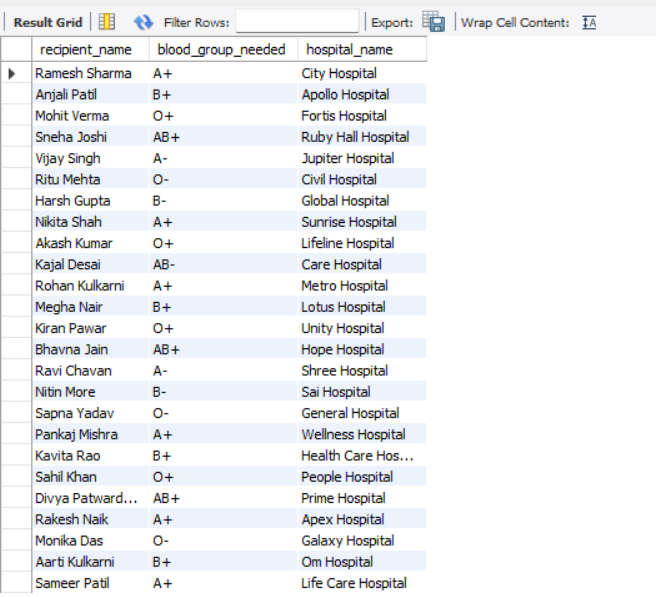 Result Grid Filter Rows: Export: Wrap Cell Content: IA
recipient_name blood_group_needed hospital_name
Ramesh Sharma A+ City Hospital
Anjali Patil B+ Apollo Hospital
Mohit Verma O+ Fortis Hospital
Sneha Joshi AB+ Ruby Hall Hospital
Vijay Singh A- Jupiter Hospital
Ritu Mehta O- Civil Hospital
Harsh Gupta B- Global Hospital
Nikita Shah A+ Sunrise Hospital
Akash Kumar O+ Lifeline Hospital
Kajal Desai AB- Care Hospital
Rohan Kulkarni A+ Metro Hospital
Megha Nair B+ Lotus Hospital
Kiran Pawar O+ Unity Hospital
Bhavna Jain AB+ Hope Hospital
Ravi Chavan A- Shree Hospital
Nitin More B- Sai Hospital
Sapna Yadav O- General Hospital
Pankaj Mishra A+ Wellness Hospital
Kavita Rao B+ Health Care Hos...
Sahil Khan O+ People Hospital
Divya Patward... AB+ Prime Hospital
Rakesh Naik A+ Apex Hospital
Monika Das O- Galaxy Hospital
Aarti Kulkarni B+ Om Hospital
Sameer Patil A+ Life Care Hospital